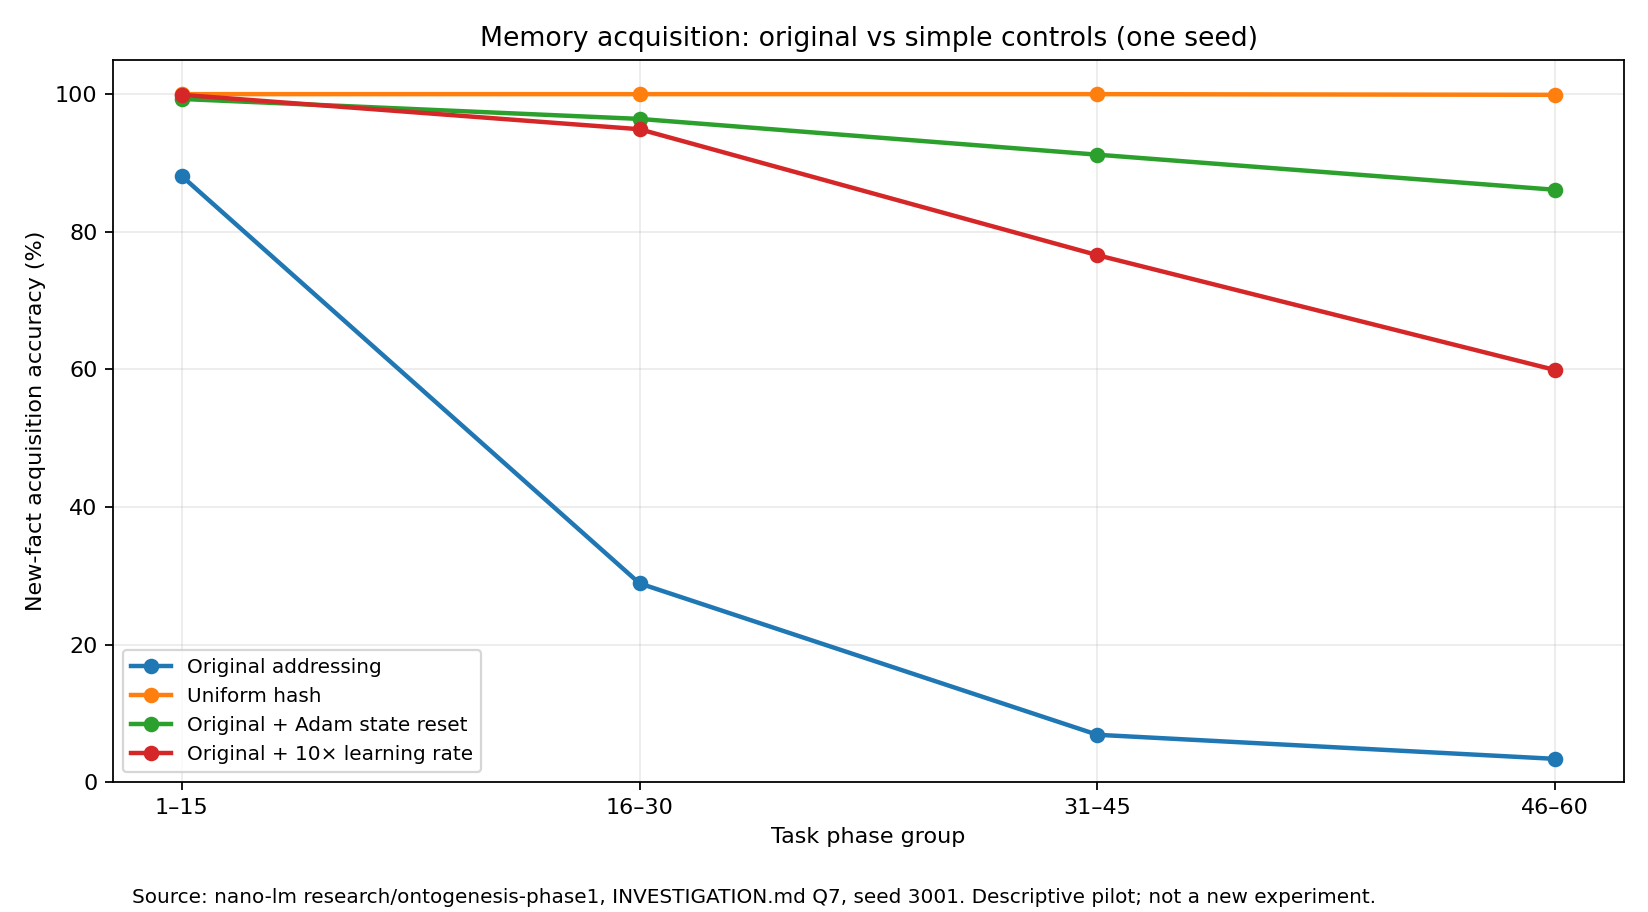 Memory acquisition: original vs simple controls (one seed)
New-fact acquisition accuracy (%)
100
80
60
40
20
0
Original addressing
Uniform hash
Original + Adam state reset
Original + 10× learning rate
1–15
16–30
31–45
46–60
Task phase group
Source: nano-lm research/ontogenesis-phase1, INVESTIGATION.md Q7, seed 3001. Descriptive pilot; not a new experiment.